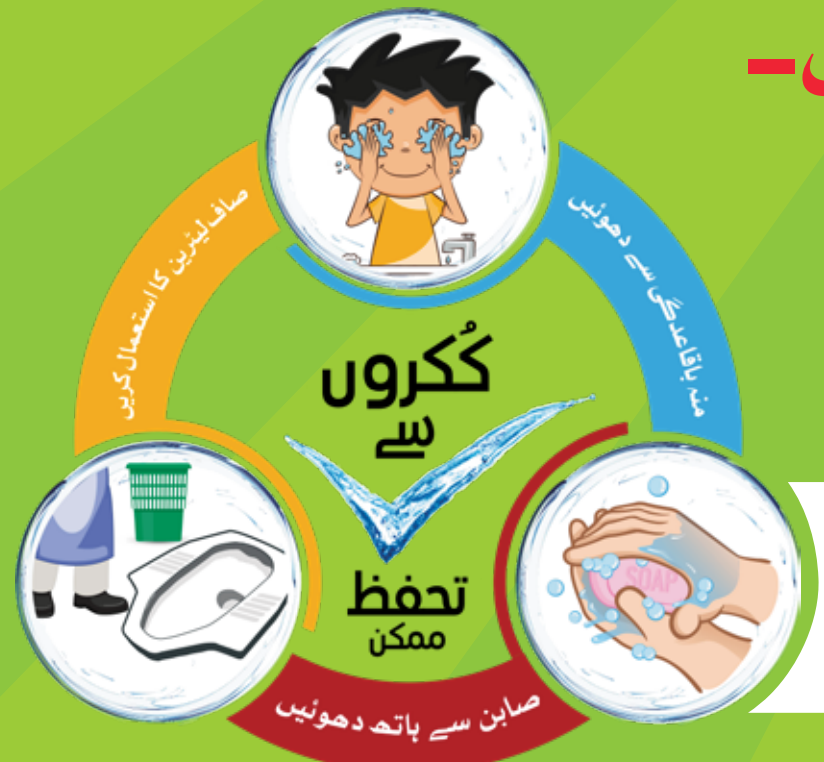 صاف لیٹرین کا استعمال کریں
منہ باقاعدگی سے دھوئیں
کُکروں
سے
تحفظ
ممکن
SOAP
صابن سے ہاتھ دھوئیں